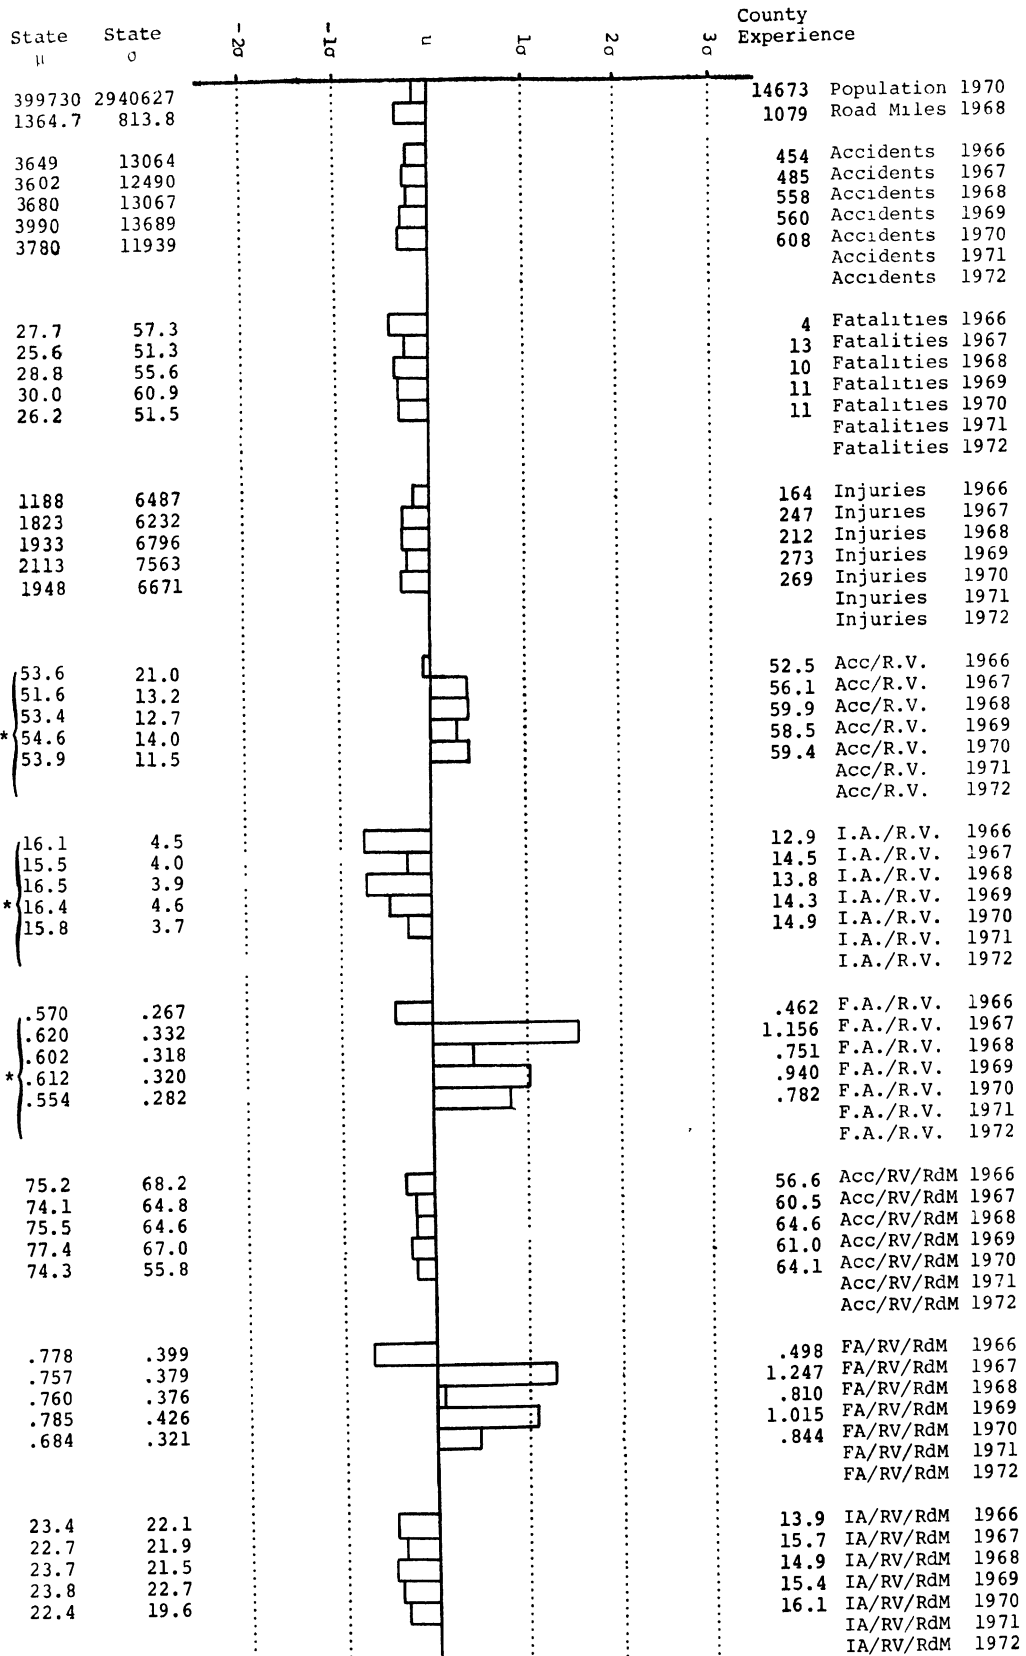 County
State State -2σ -1σ μ 1σ 2σ 3σ Experience
μ σ
399730 2940627 14673 Population 1970
1364.7 813.8 1079 Road Miles 1968
3649 13064 454 Accidents 1966
3602 12490 485 Accidents 1967
3680 13067 558 Accidents 1968
3990 13689 560 Accidents 1969
3780 11939 608 Accidents 1970
Accidents 1971
Accidents 1972
27.7 57.3 4 Fatalities 1966
25.6 51.3 13 Fatalities 1967
28.8 55.6 10 Fatalities 1968
30.0 60.9 11 Fatalities 1969
26.2 51.5 11 Fatalities 1970
Fatalities 1971
Fatalities 1972
1188 6487 164 Injuries 1966
1823 6232 247 Injuries 1967
1933 6796 212 Injuries 1968
2113 7563 273 Injuries 1969
1948 6671 269 Injuries 1970
Injuries 1971
Injuries 1972
53.6 21.0 52.5 Acc/R.V. 1966
51.6 13.2 56.1 Acc/R.V. 1967
53.4 12.7 59.9 Acc/R.V. 1968
* 54.6 14.0 58.5 Acc/R.V. 1969
53.9 11.5 59.4 Acc/R.V. 1970
Acc/R.V. 1971
Acc/R.V. 1972
16.1 4.5 12.9 I.A./R.V. 1966
15.5 4.0 14.5 I.A./R.V. 1967
16.5 3.9 13.8 I.A./R.V. 1968
* 16.4 4.6 14.3 I.A./R.V. 1969
15.8 3.7 14.9 I.A./R.V. 1970
I.A./R.V. 1971
I.A./R.V. 1972
.570 .267 .462 F.A./R.V. 1966
.620 .332 1.156 F.A./R.V. 1967
.602 .318 .751 F.A./R.V. 1968
* .612 .320 .940 F.A./R.V. 1969
.554 .282 .782 F.A./R.V. 1970
F.A./R.V. 1971
F.A./R.V. 1972
75.2 68.2 56.6 Acc/RV/RdM 1966
74.1 64.8 60.5 Acc/RV/RdM 1967
75.5 64.6 64.6 Acc/RV/RdM 1968
77.4 67.0 61.0 Acc/RV/RdM 1969
74.3 55.8 64.1 Acc/RV/RdM 1970
Acc/RV/RdM 1971
Acc/RV/RdM 1972
.778 .399 .498 FA/RV/RdM 1966
.757 .379 1.247 FA/RV/RdM 1967
.760 .376 .810 FA/RV/RdM 1968
.785 .426 1.015 FA/RV/RdM 1969
.684 .321 .844 FA/RV/RdM 1970
FA/RV/RdM 1971
FA/RV/RdM 1972
23.4 22.1 13.9 IA/RV/RdM 1966
22.7 21.9 15.7 IA/RV/RdM 1967
23.7 21.5 14.9 IA/RV/RdM 1968
23.8 22.7 15.4 IA/RV/RdM 1969
22.4 19.6 16.1 IA/RV/RdM 1970
IA/RV/RdM 1971
IA/RV/RdM 1972